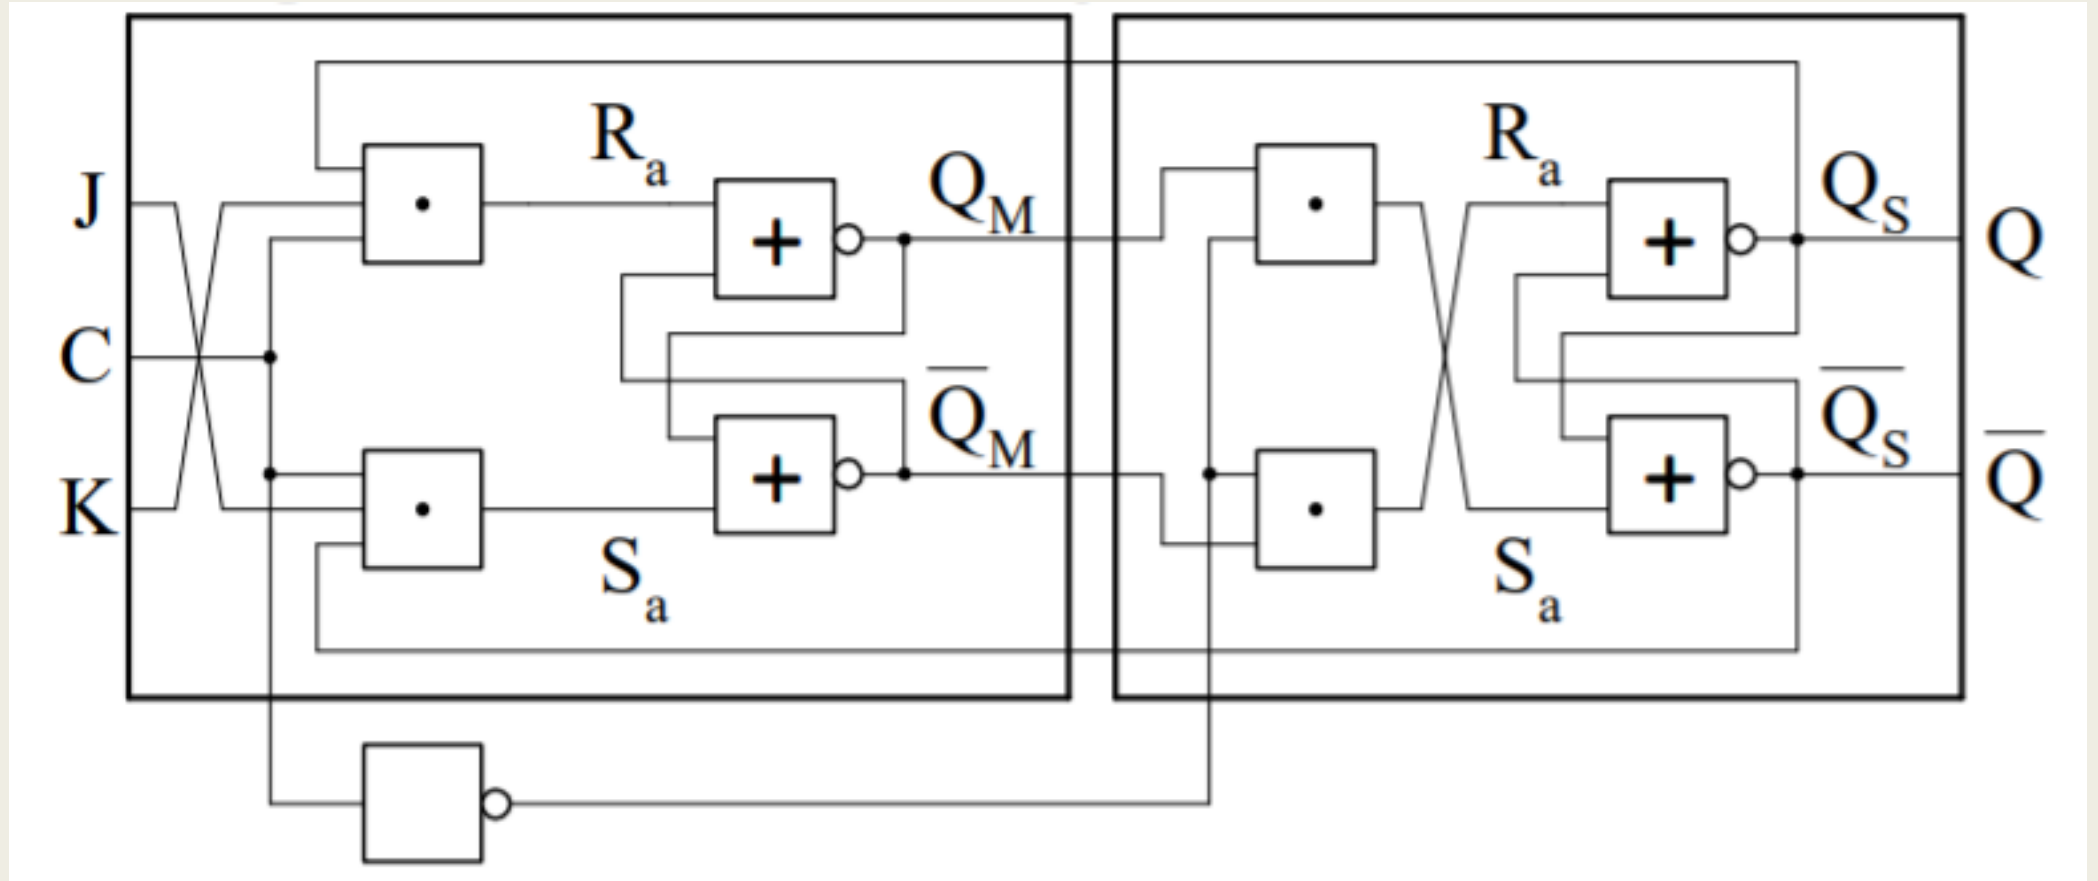 J
C
K
R_a
S_a
Q_M
Q̅_M
R_a
S_a
Q_S
Q̅_S
Q
Q̅
·
·
+
+
·
·
+
+